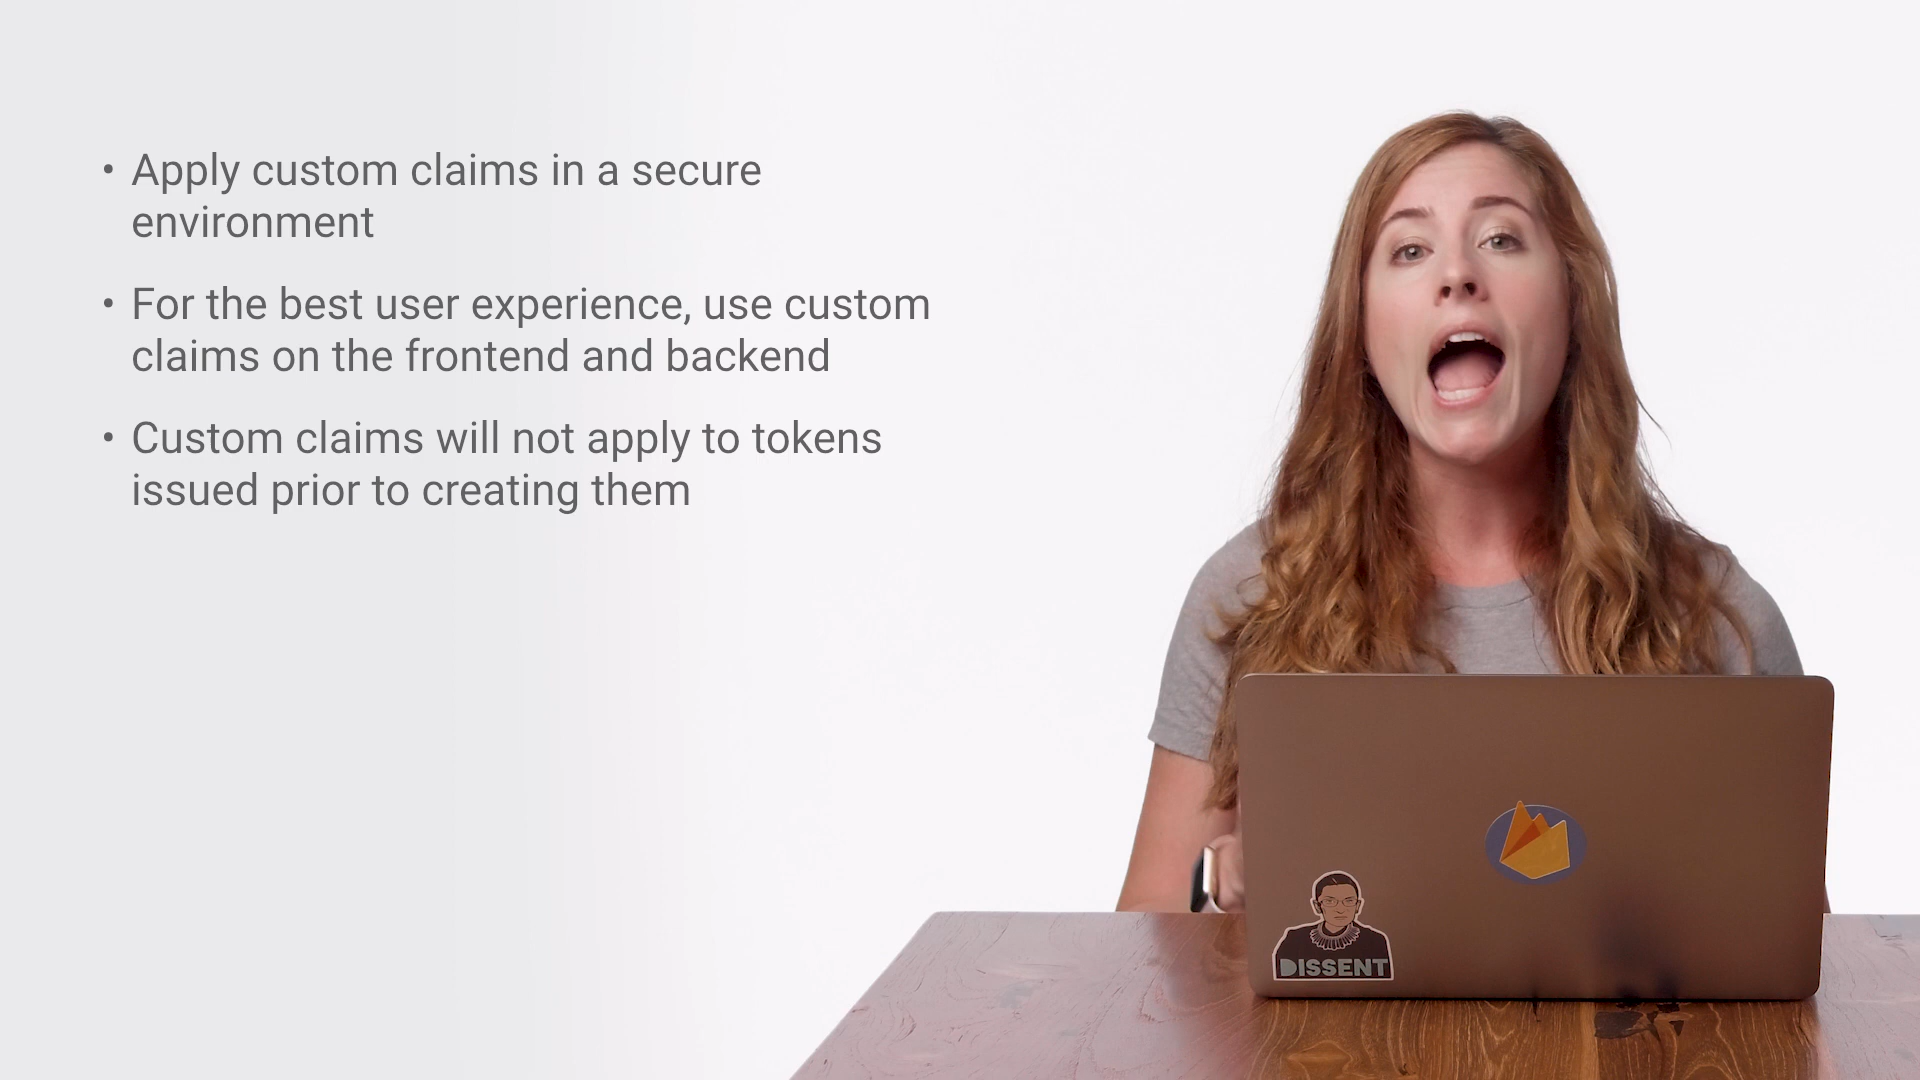 • Apply custom claims in a secure
environment
• For the best user experience, use custom
claims on the frontend and backend
• Custom claims will not apply to tokens
issued prior to creating them
DISSENT